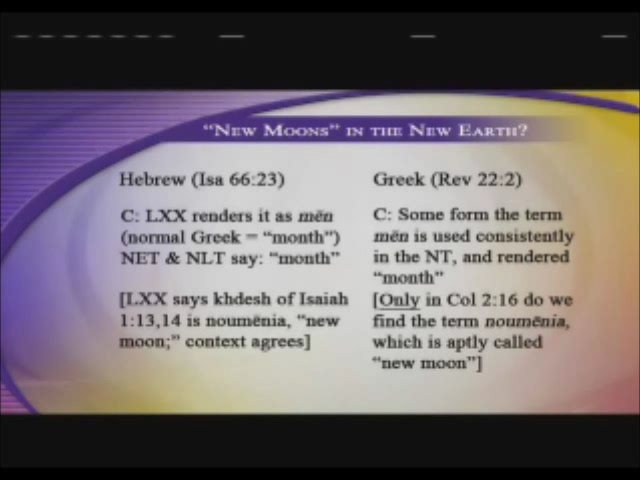 "New Moons" in the New Earth?
Hebrew (Isa 66:23)
C: LXX renders it as mēn
(normal Greek = "month")
NET & NLT say: "month"
[LXX says khdesh of Isaiah
1:13,14 is noumēnia, "new
moon;" context agrees]
Greek (Rev 22:2)
C: Some form the term
mēn is used consistently
in the NT, and rendered
"month"
[Only in Col 2:16 do we
find the term noumēnia,
which is aptly called
"new moon"]